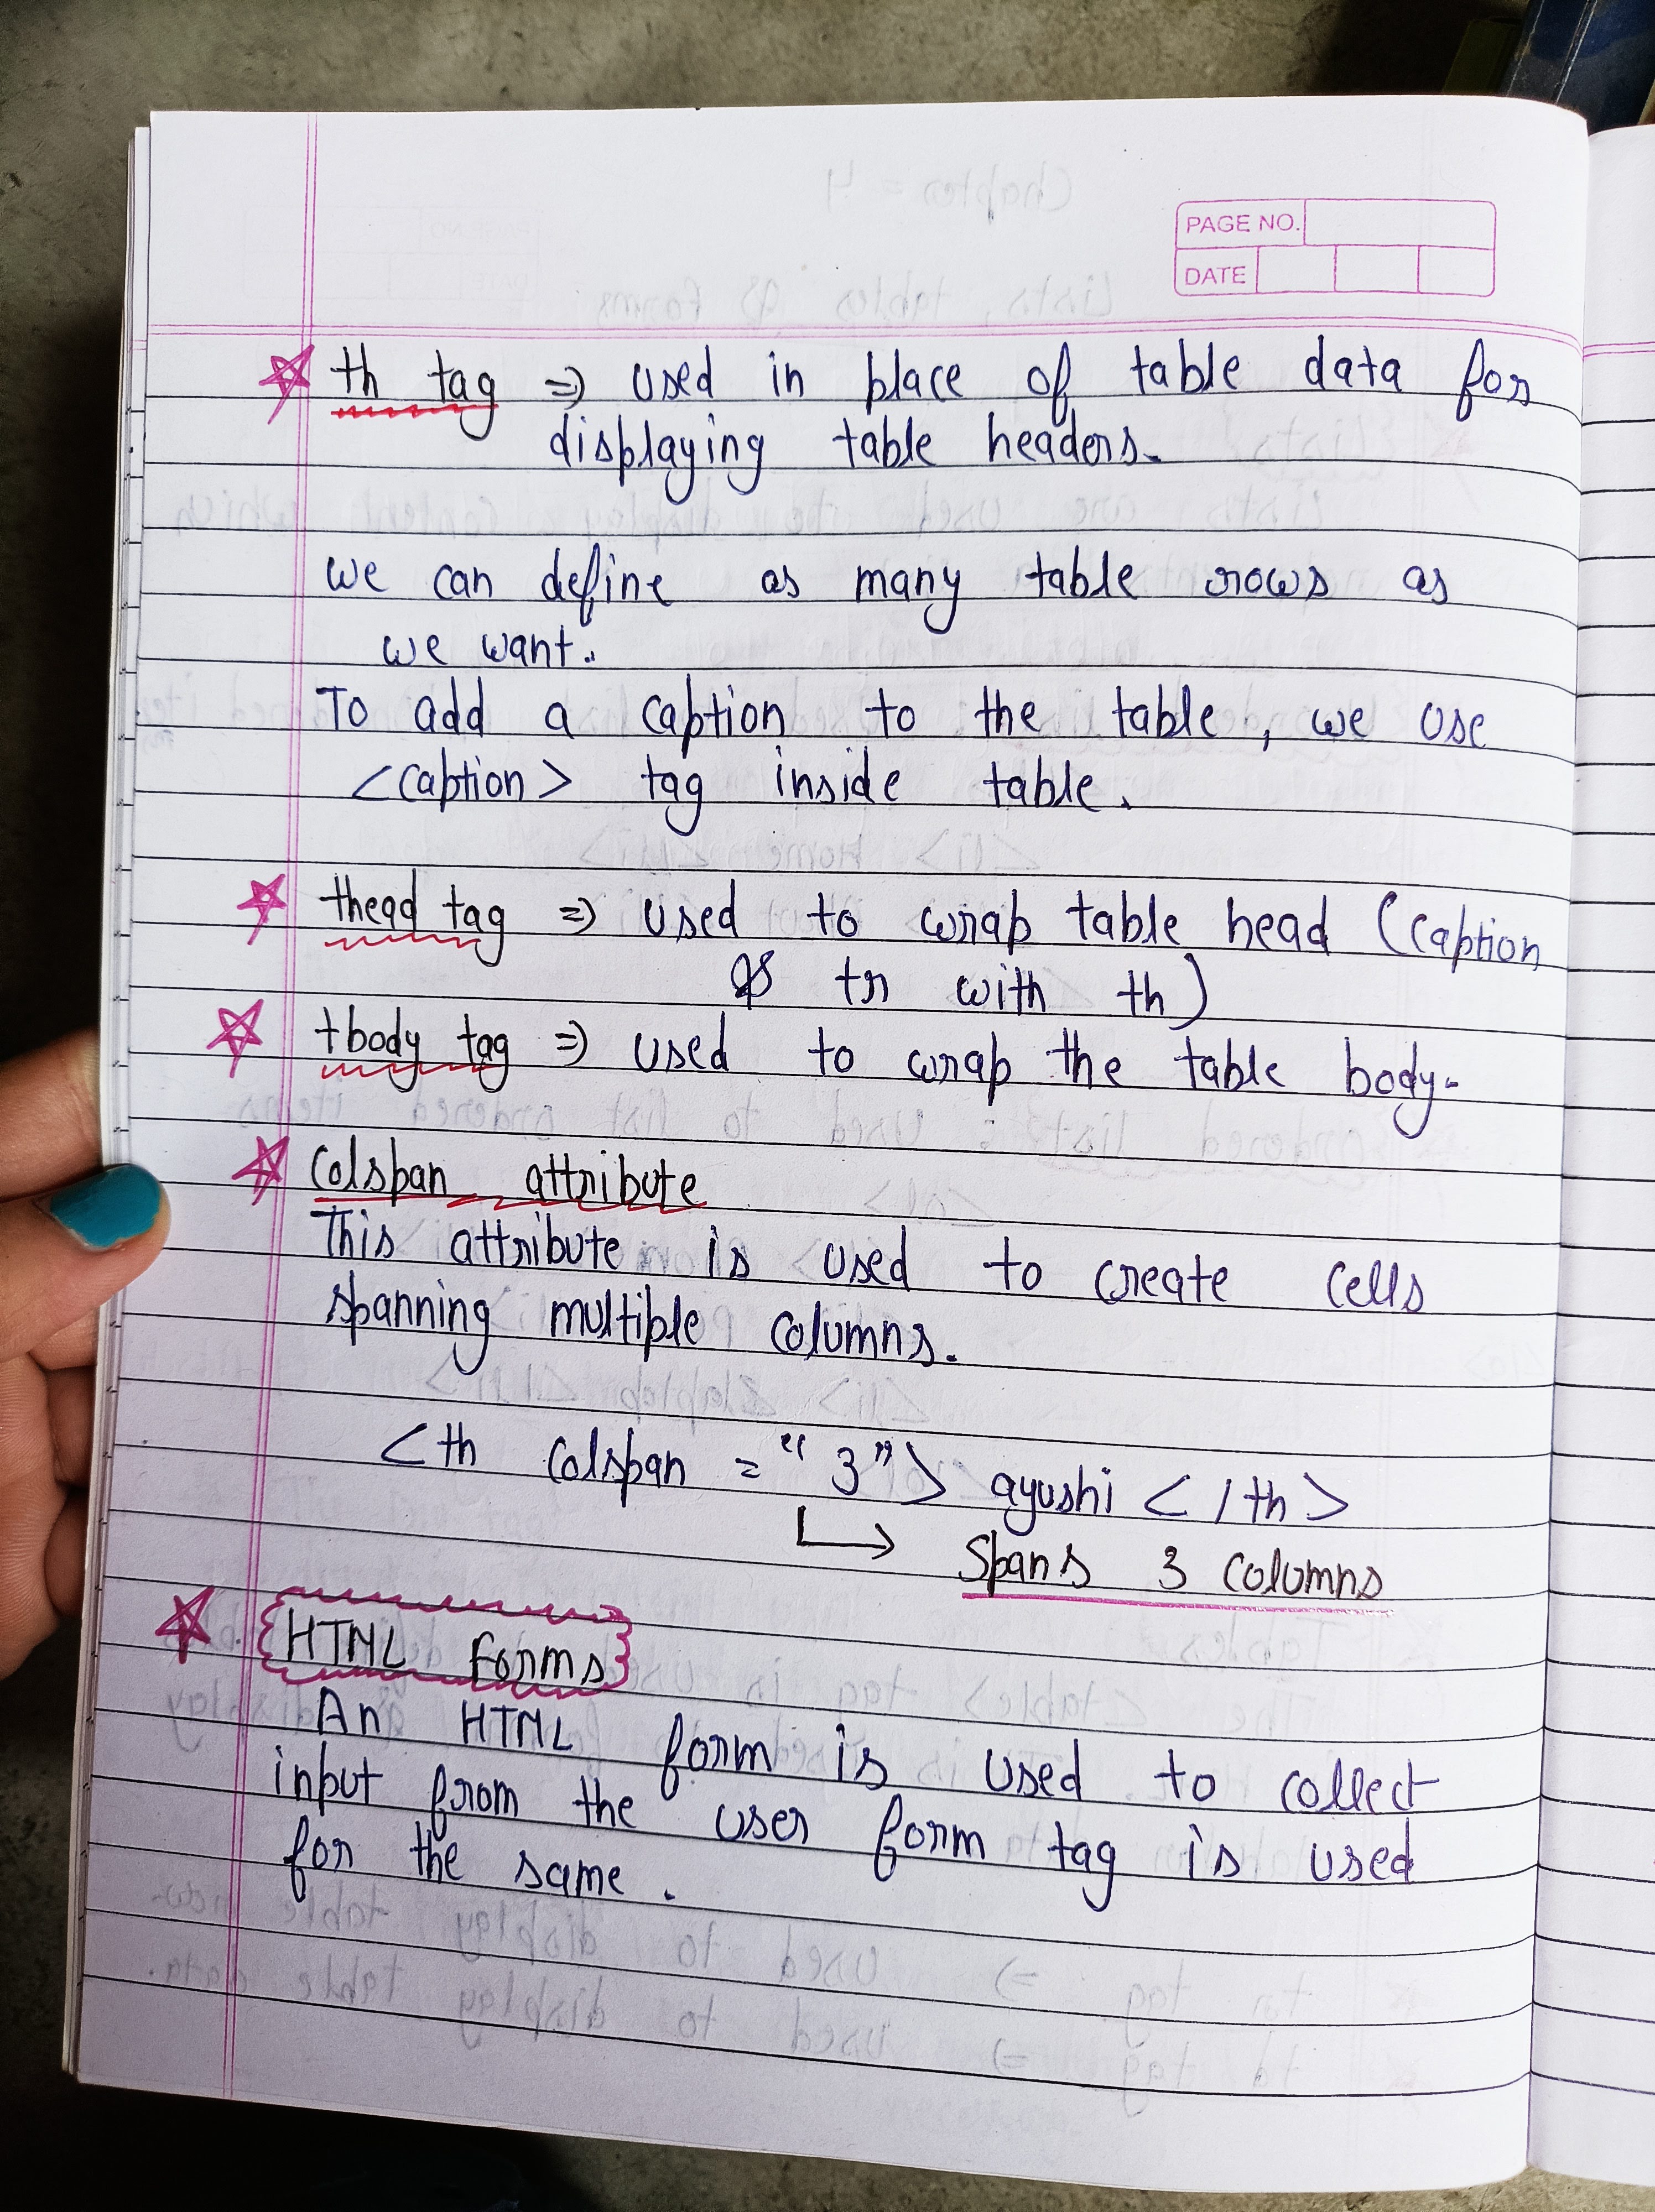 PAGE NO.
DATE
th tag => used in place of table data for
displaying table headers.
we can define as many table rows as
we want.
To add a caption to the table, we use
<caption> tag inside table.
thead tag => used to wrap table head (caption
& tr with th)
tbody tag => used to wrap the table body.
Colspan attribute
This attribute is used to create cells
spanning multiple columns.
<th colspan = "3"> ayushi </th>
Spans 3 columns
HTML forms
An HTML form is used to collect
input from the user form tag is used
for the same.